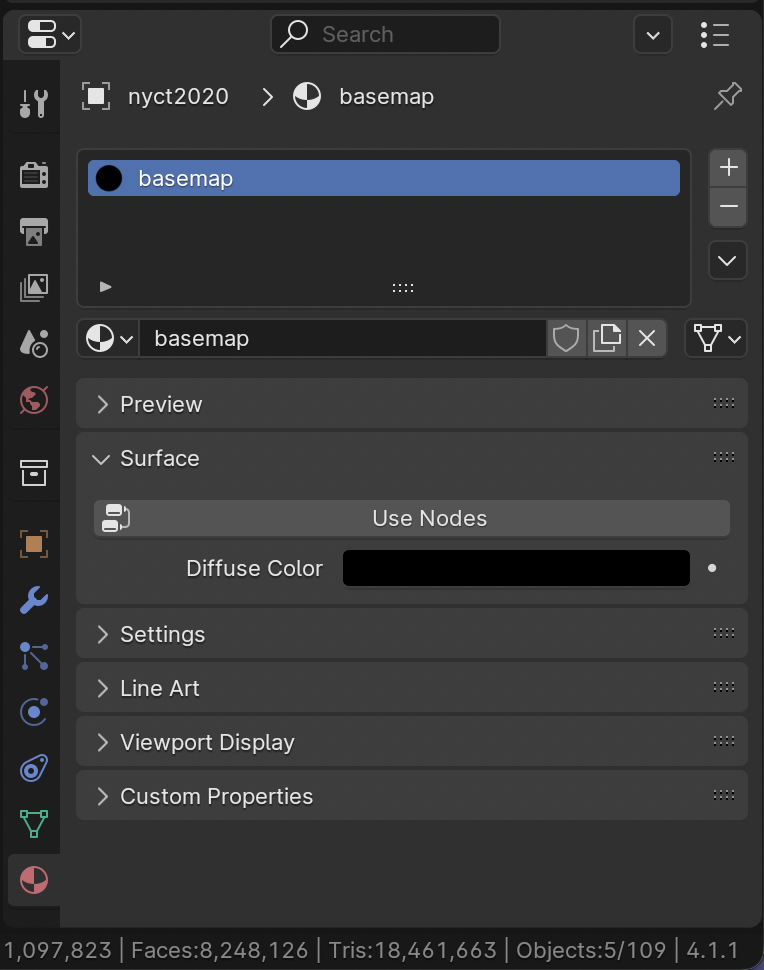 Search
nyct2020 > basemap
basemap
basemap
Preview
Surface
Use Nodes
Diffuse Color
Settings
Line Art
Viewport Display
Custom Properties
1,097,823 | Faces:8,248,126 | Tris:18,461,663 | Objects:5/109 | 4.1.1